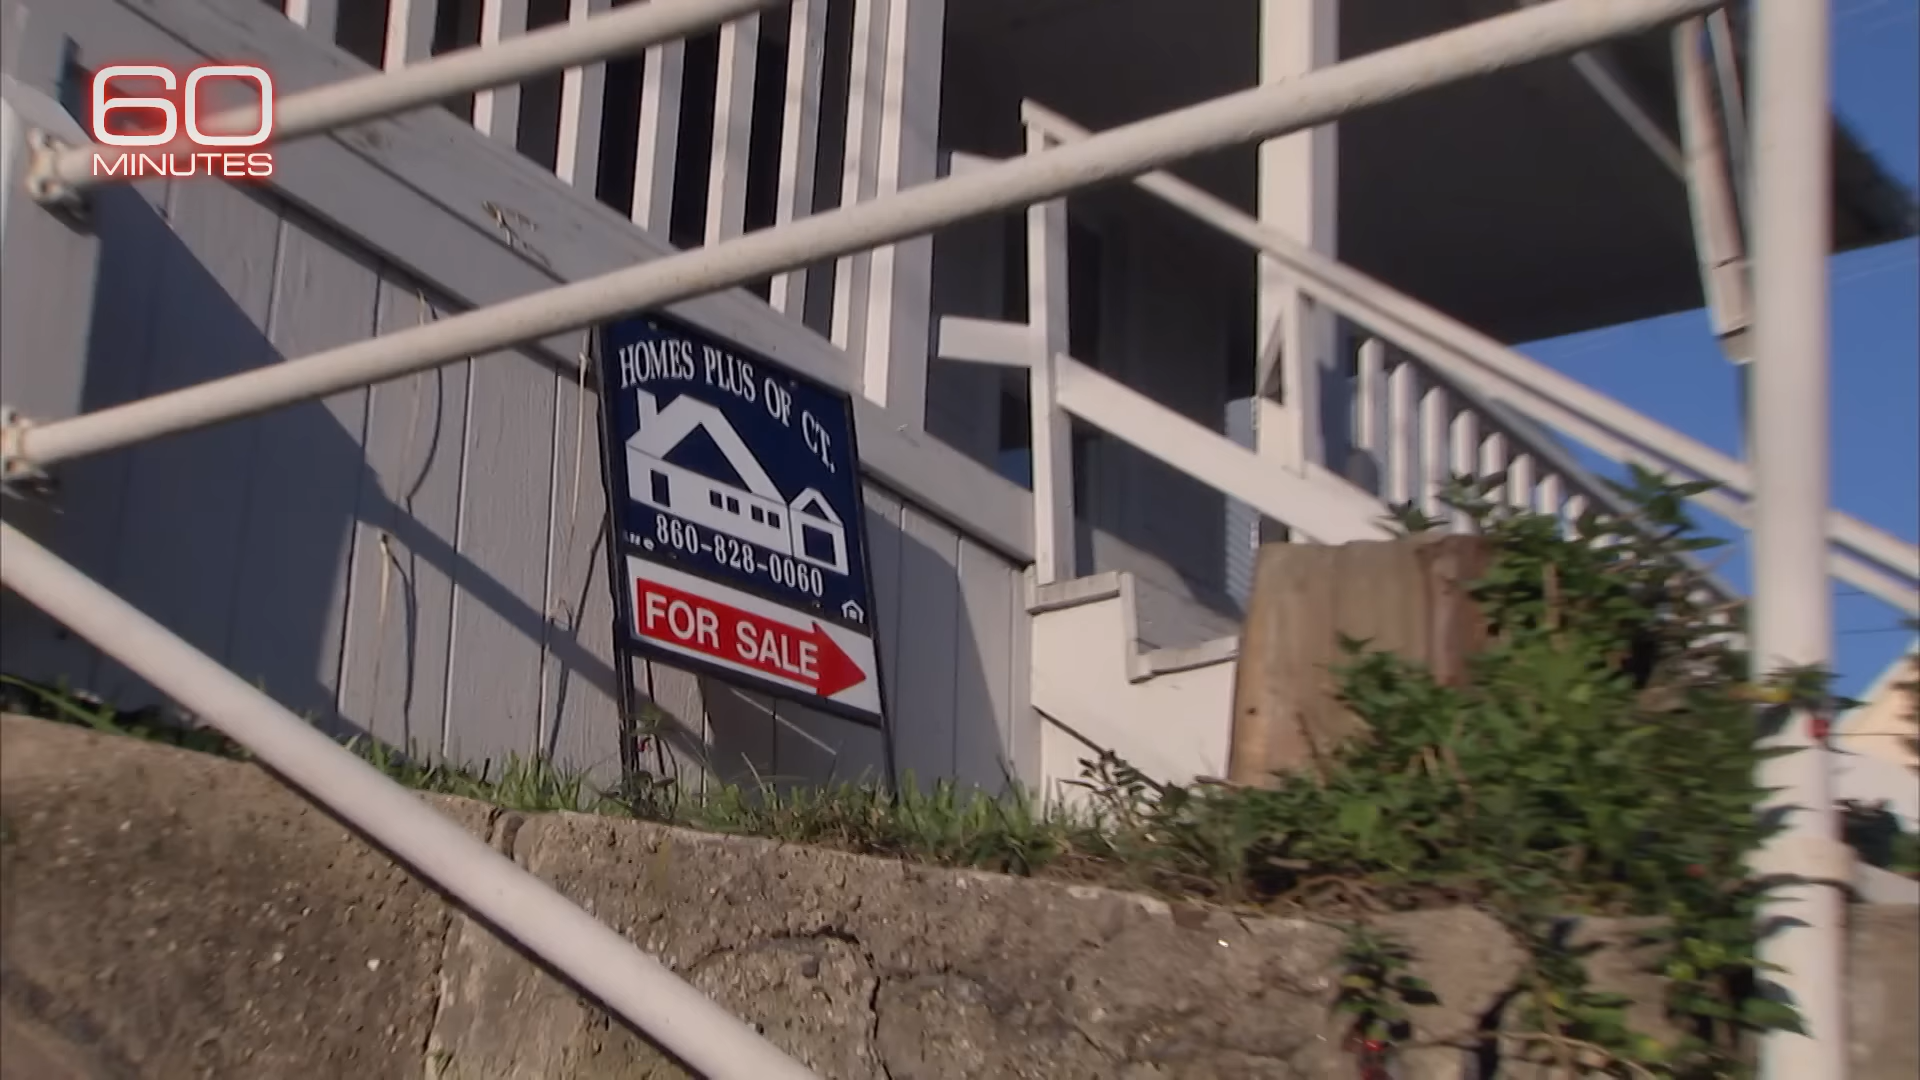 60
MINUTES
HOMES PLUS OF CT.
860-828-0060
FOR SALE